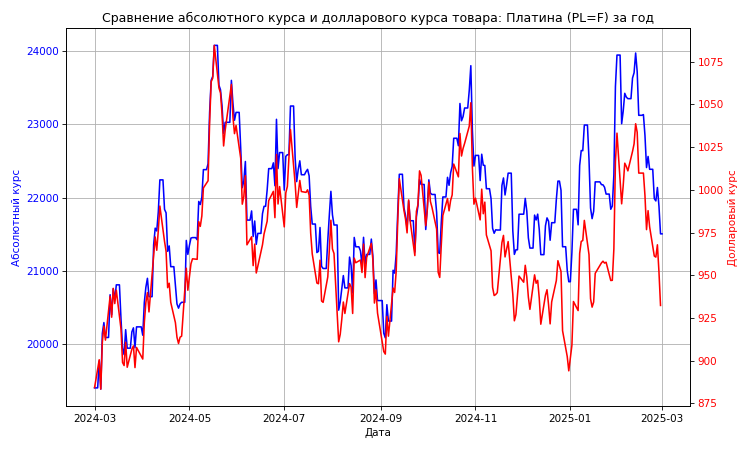 Сравнение абсолютного курса и долларового курса товара: Платина (PL=F) за год
Абсолютный курс
24000
23000
22000
21000
20000
Долларовый курс
1075
1050
1025
1000
975
950
925
900
875
2024-03 2024-05 2024-07 2024-09 2024-11 2025-01 2025-03
Дата